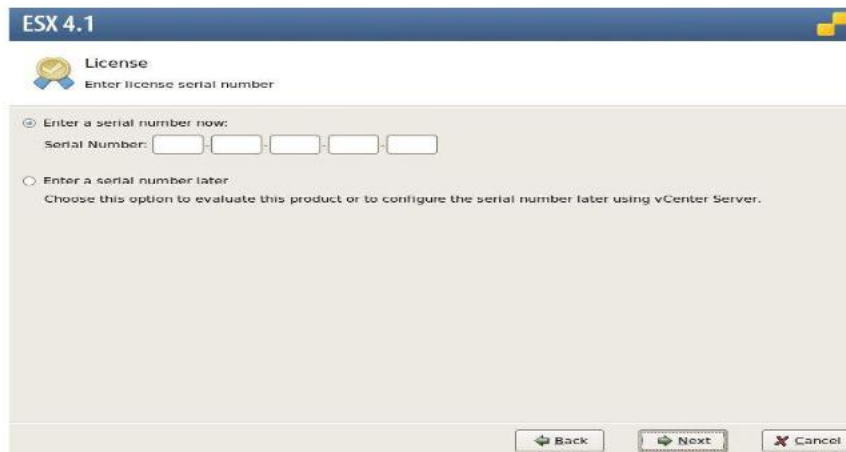 ESX 4.1
License
Enter license serial number
Enter a serial number now:
Serial Number: - - - -
Enter a serial number later
Choose this option to evaluate this product or to configure the serial number later using vCenter Server.
Back Next Cancel